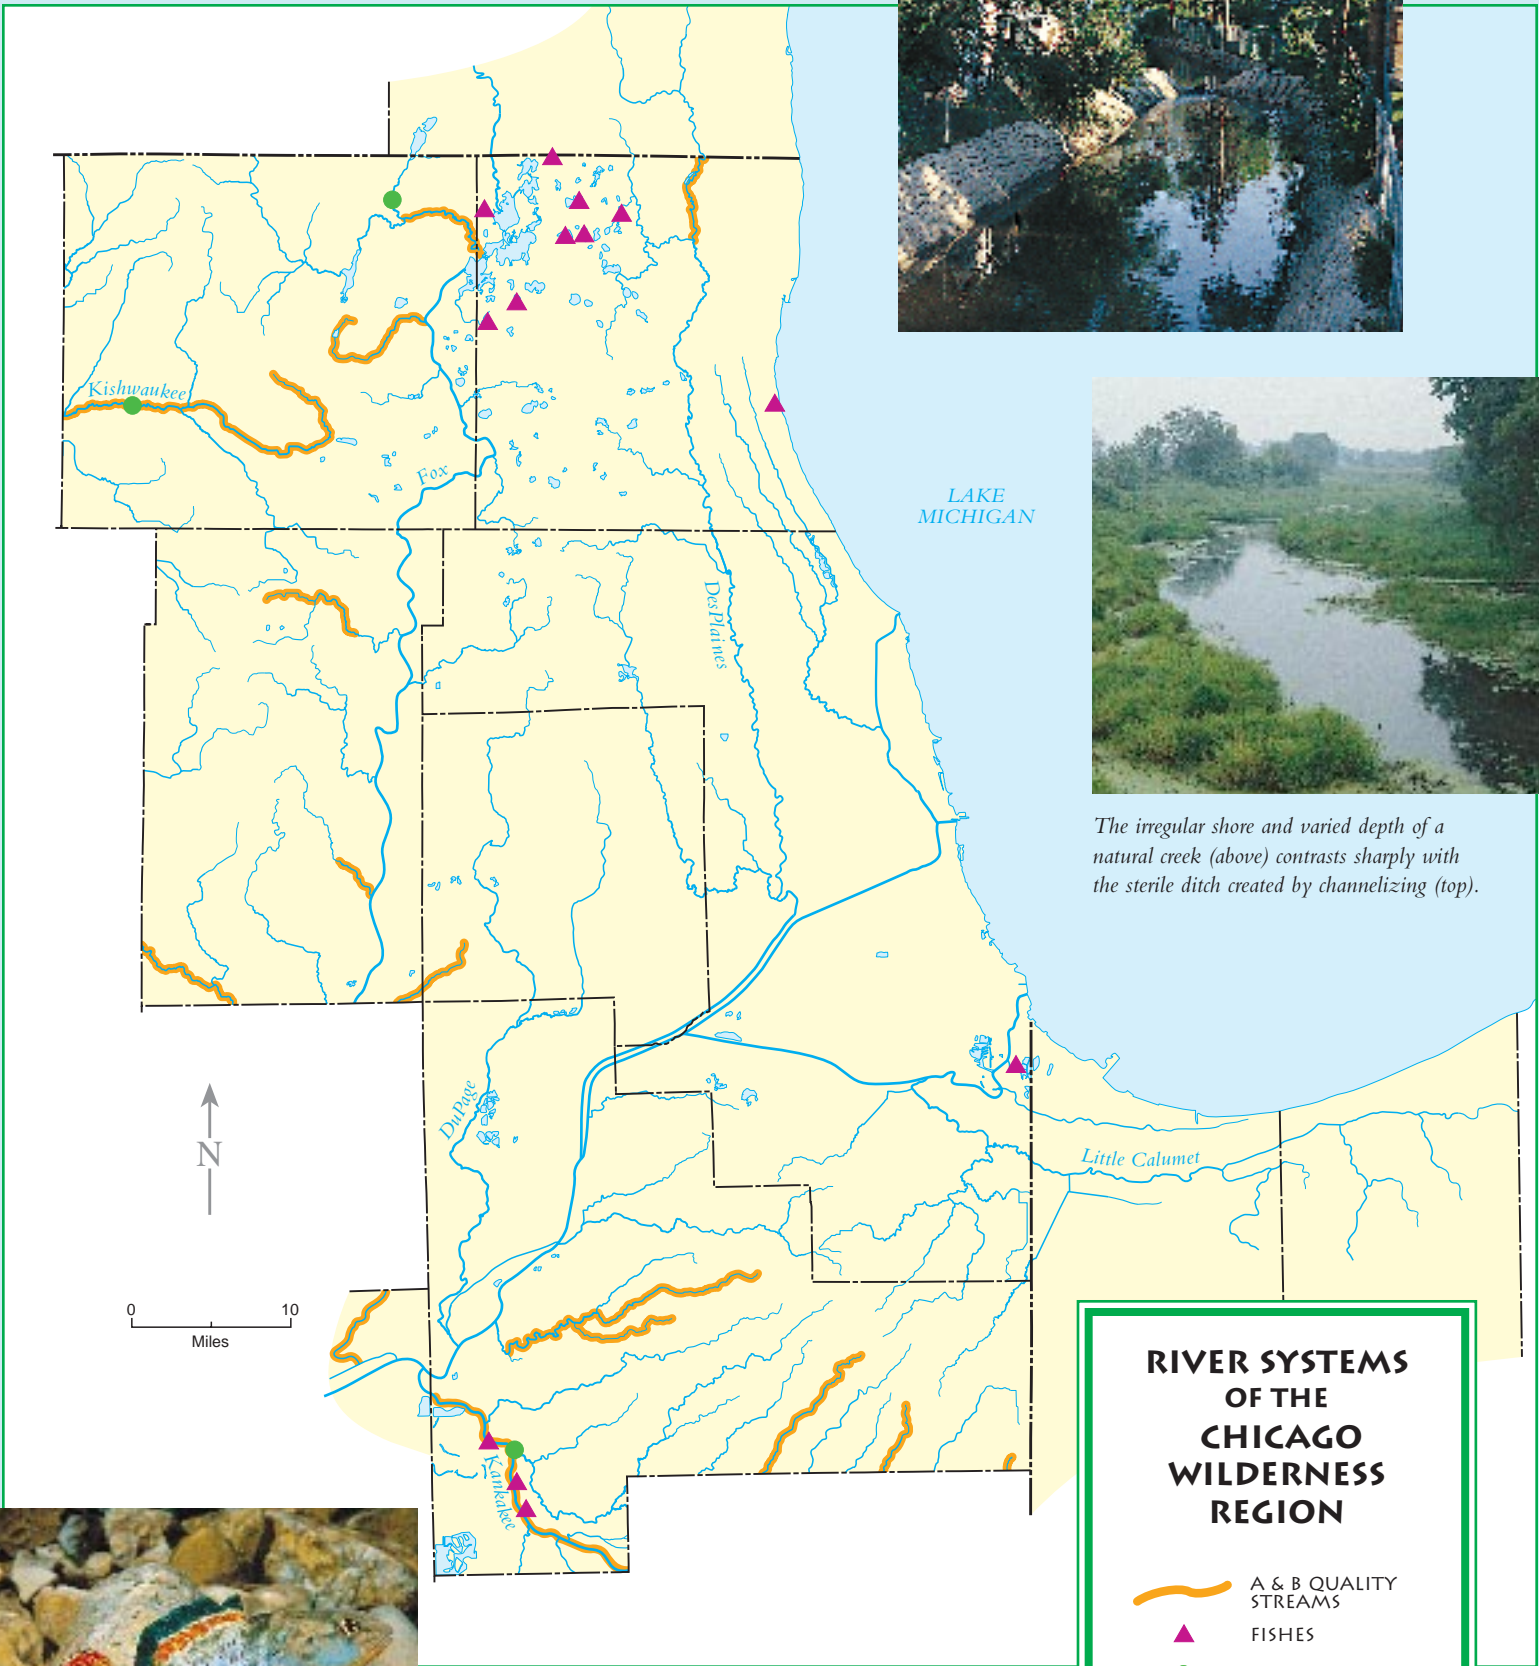 Kishwaukee
Fox
LAKE
MICHIGAN
DesPlaines
The irregular shore and varied depth of a
natural creek (above) contrasts sharply with
the sterile ditch created by channelizing (top).
DuPage
N
Little Calumet
0 10
Miles
Kankakee
RIVER SYSTEMS
OF THE
CHICAGO
WILDERNESS
REGION
A & B QUALITY
STREAMS
FISHES